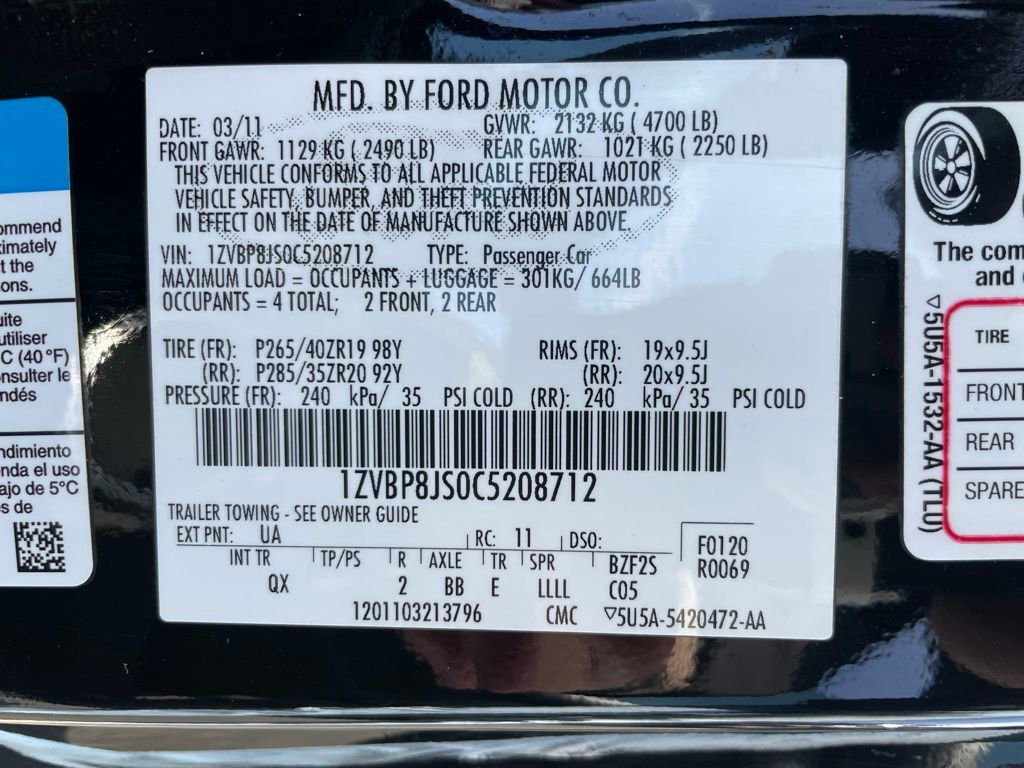 MFD. BY FORD MOTOR CO.
DATE: 03/11 GVWR: 2132 KG ( 4700 LB)
FRONT GAWR: 1129 KG ( 2490 LB) REAR GAWR: 1021 KG ( 2250 LB)
THIS VEHICLE CONFORMS TO ALL APPLICABLE FEDERAL MOTOR
VEHICLE SAFETY, BUMPER, AND THEFT PREVENTION STANDARDS
IN EFFECT ON THE DATE OF MANUFACTURE SHOWN ABOVE.
VIN: 1ZVBP8JS0C5208712 TYPE: Passenger Car
MAXIMUM LOAD = OCCUPANTS + LUGGAGE = 301KG/ 664LB
OCCUPANTS = 4 TOTAL; 2 FRONT, 2 REAR
TIRE (FR): P265/40ZR19 98Y RIMS (FR): 19x9.5J
(RR): P285/35ZR20 92Y (RR): 20x9.5J
PRESSURE (FR): 240 kPa/ 35 PSI COLD (RR): 240 kPa/ 35 PSI COLD
1ZVBP8JS0C5208712
TRAILER TOWING - SEE OWNER GUIDE
EXT PNT: UA RC: 11 DSO:
INT TR TP/PS R AXLE TR SPR BZF2S
QX 2 BB E LLLL C05
F0120
R0069
1201103213796 CMC ▽5U5A-5420472-AA
ommend
ximately
t the
ons.
uite
utiliser
C (40°F)
onsulter le
ndés
ndimiento
enda el uso
ajo de 5°C
s de
The com
and
▽5U5A-1532-AA (TL0)
TIRE
FRONT
REAR
SPARE